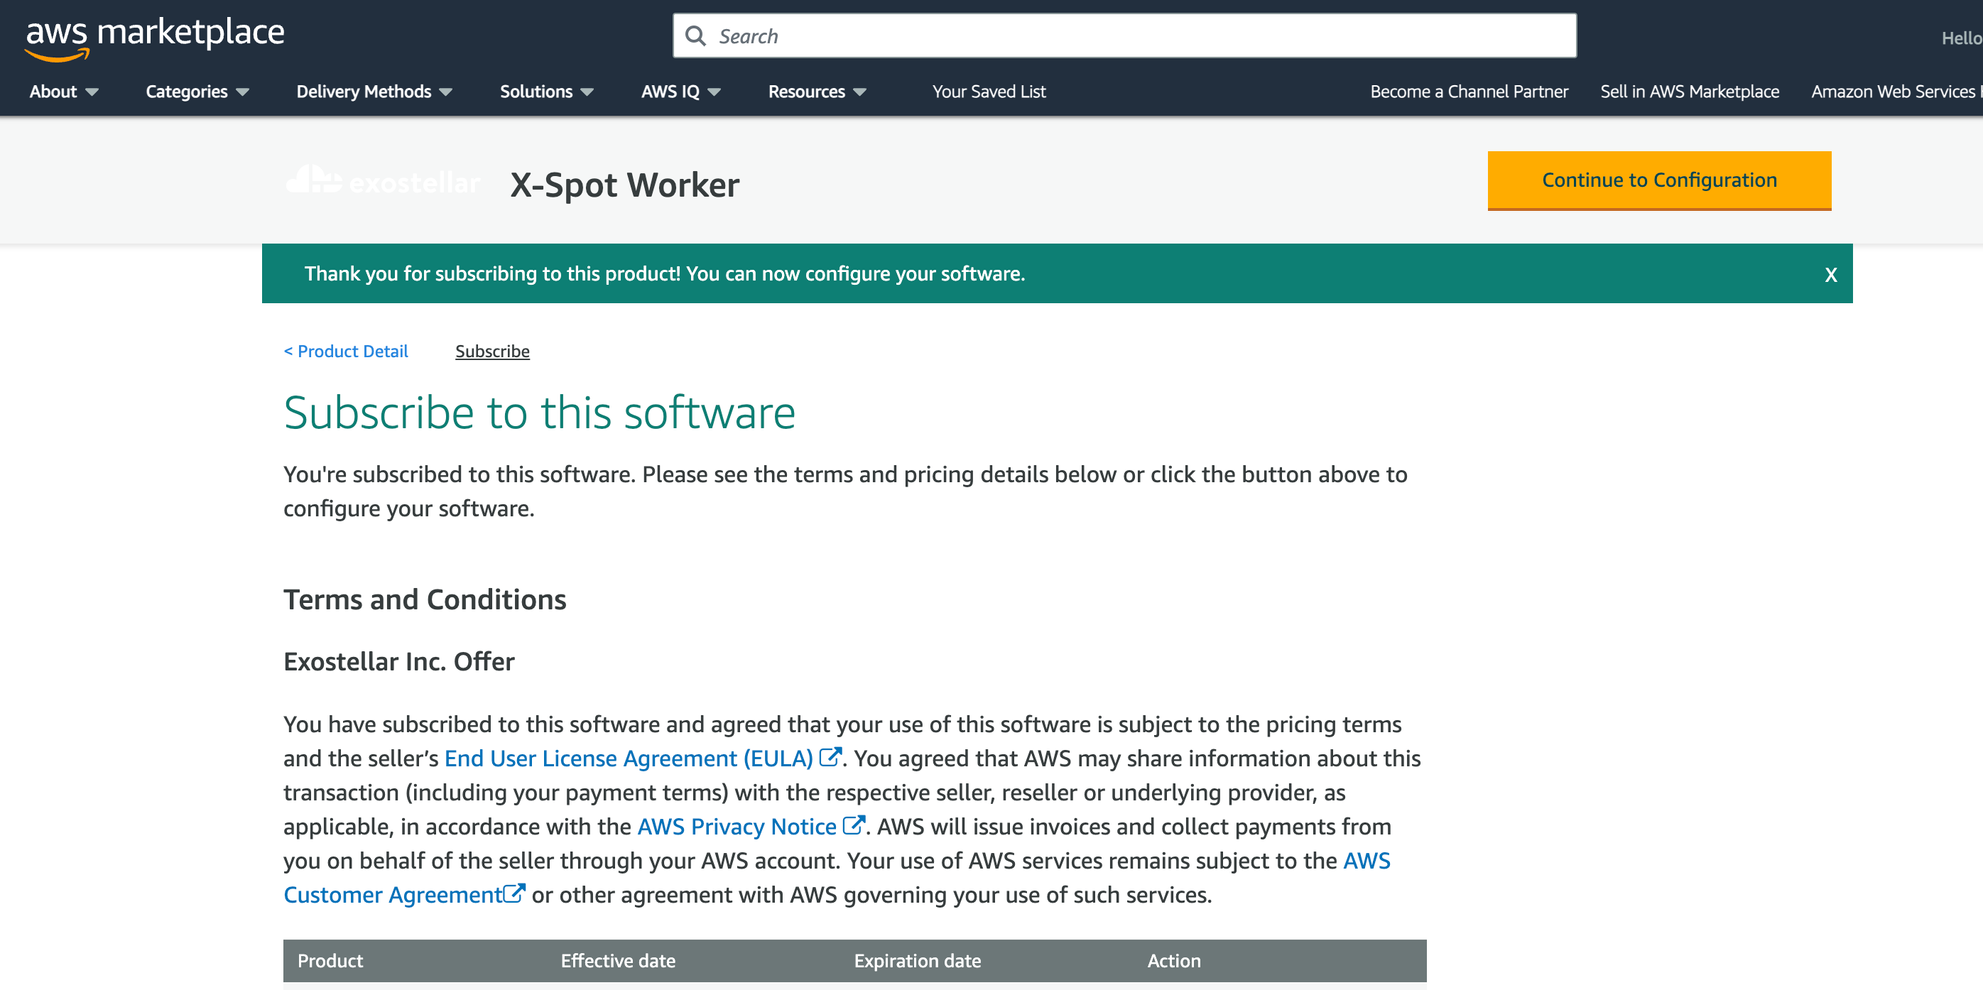 aws marketplace
Search
Hello
About
Categories
Delivery Methods
Solutions
AWS IQ
Resources
Your Saved List
Become a Channel Partner
Sell in AWS Marketplace
Amazon Web Services
exostellar
X-Spot Worker
Continue to Configuration
Thank you for subscribing to this product! You can now configure your software.
X
< Product Detail
Subscribe
Subscribe to this software
You're subscribed to this software. Please see the terms and pricing details below or click the button above to
configure your software.
Terms and Conditions
Exostellar Inc. Offer
You have subscribed to this software and agreed that your use of this software is subject to the pricing terms
and the seller’s End User License Agreement (EULA). You agreed that AWS may share information about this
transaction (including your payment terms) with the respective seller, reseller or underlying provider, as
applicable, in accordance with the AWS Privacy Notice. AWS will issue invoices and collect payments from
you on behalf of the seller through your AWS account. Your use of AWS services remains subject to the AWS
Customer Agreement or other agreement with AWS governing your use of such services.
Product
Effective date
Expiration date
Action